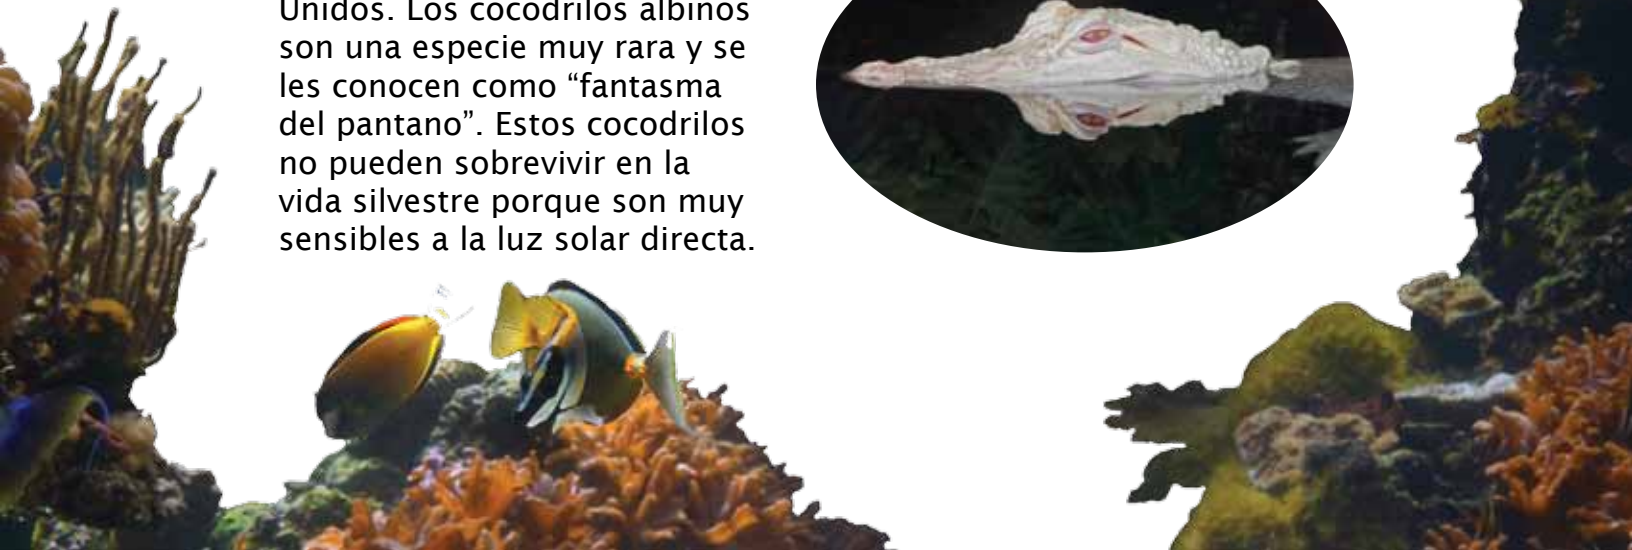 Unidos. Los cocodrilos albinos
son una especie muy rara y se
les conocen como “fantasma
del pantano”. Estos cocodrilos
no pueden sobrevivir en la
vida silvestre porque son muy
sensibles a la luz solar directa.